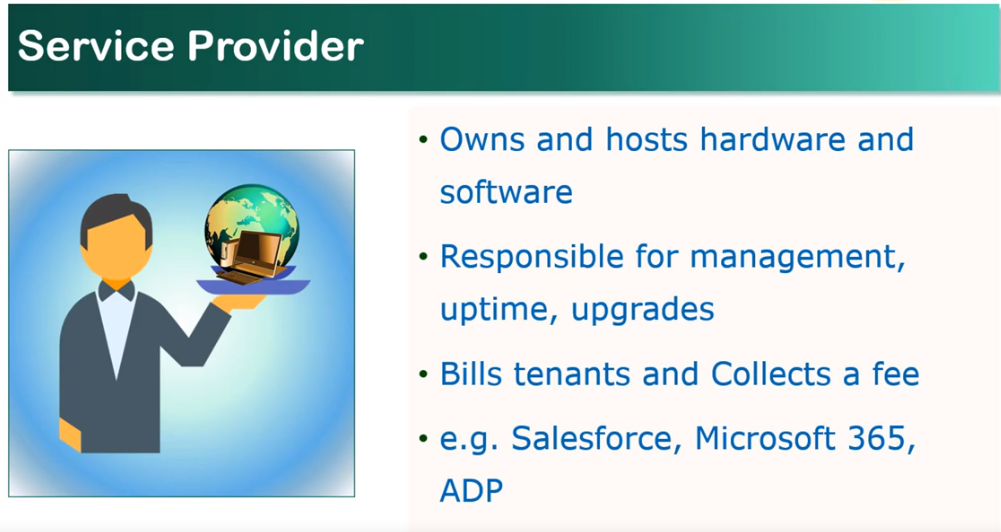 Service Provider
• Owns and hosts hardware and
software
• Responsible for management,
uptime, upgrades
• Bills tenants and Collects a fee
• e.g. Salesforce, Microsoft 365,
ADP